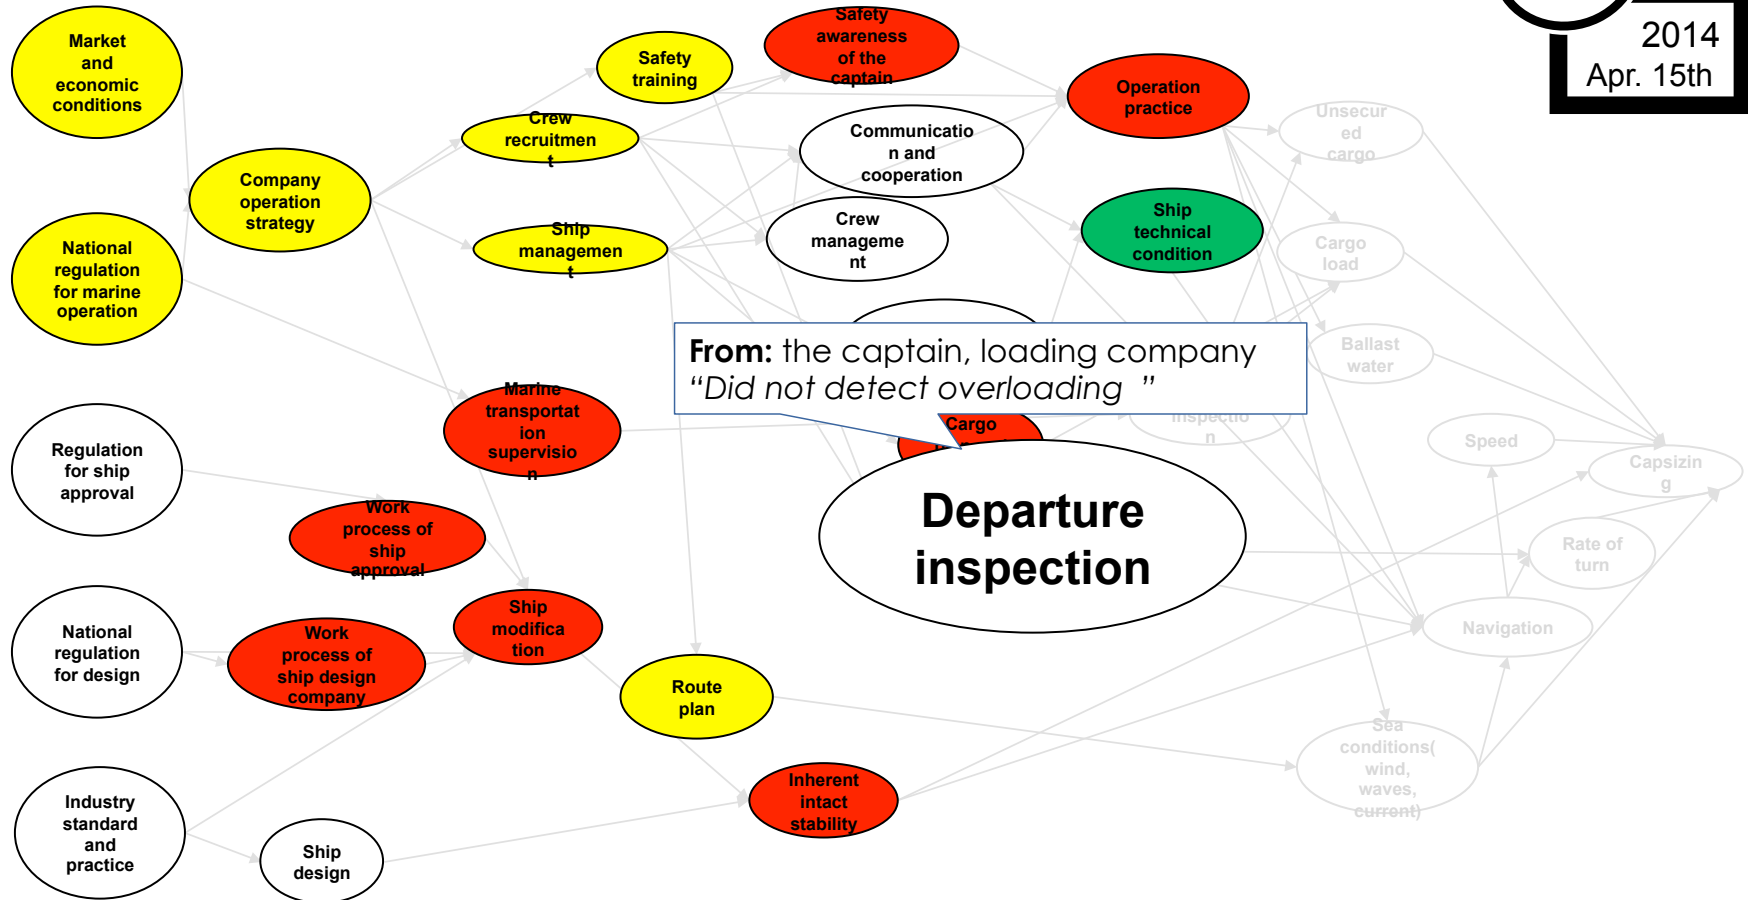 2014
Apr. 15th
Market
and
economic
conditions
National
regulation
for marine
operation
Regulation
for ship
approval
National
regulation
for design
Industry
standard
and
practice
Company
operation
strategy
Work
process of
ship
approval
Work
process of
ship design
company
Ship
design
Safety
training
Crew
recruitmen
t
Ship
managemen
t
Marine
transportat
ion
supervisio
n
Ship
modifica
tion
Route
plan
Safety
awareness
of the
captain
Communicatio
n and
cooperation
Crew
manageme
nt
From: the captain, loading company
“Did not detect overloading ”
Cargo
Departure
inspection
Inherent
intact
stability
Operation
practice
Ship
technical
condition
inspectio
n
Unsecur
ed
cargo
Cargo
load
Ballast
water
Speed
Capsizin
g
Rate of
turn
Navigation
Sea
conditions(
wind,
waves,
current)